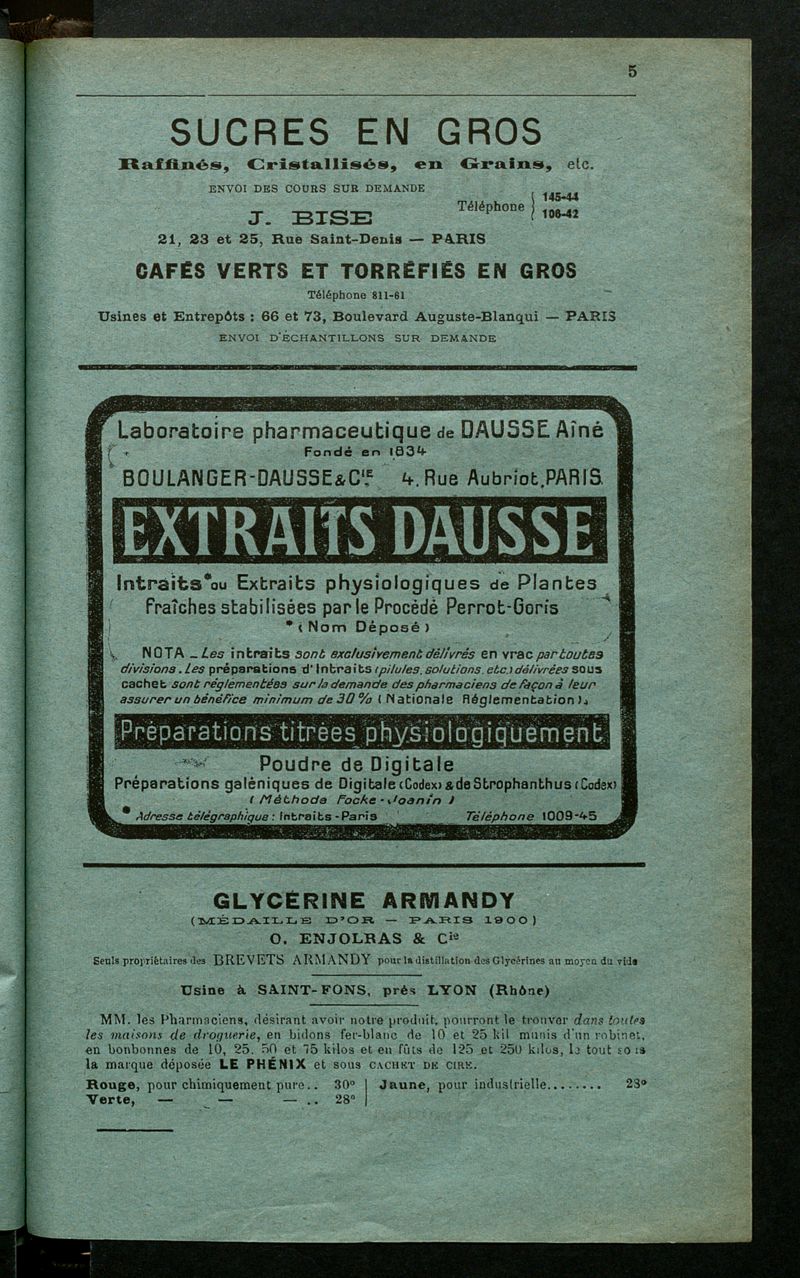 5
SUCRES EN GROS
Raffinés, Cristallisés, en Grains, etc.
ENVOI DES COURS SUR DEMANDE
J. BISE Téléphone { 145-44
106-42
21, 23 et 25, Rue Saint-Denis — PARIS
CAFÉS VERTS ET TORRÉFIÉS EN GROS
Téléphone 811-61
Usines et Entrepôts : 66 et 73, Boulevard Auguste-Blanqui — PARIS
ENVOI D'ÉCHANTILLONS SUR DEMANDE
Laboratoire pharmaceutique de DAUSSE Aîné
Fondé en 1834
BOULANGER-DAUSSE & Cie 4, Rue Aubriot, PARIS
EXTRAITS DAUSSE
Intraits* ou Extraits physiologiques de Plantes
Fraîches stabilisées par le Procédé Perrot-Goris
* (Nom Déposé)
NOTA _ Les intraits sont exclusivement délivrés en vrac par toutes
divisions. Les préparations d'Intraits (pilules, solutions, etc.) délivrées sous
cachet sont réglementées sur la demande des pharmaciens de façon à leur
assurer un bénéfice minimum de 30 % (Nationale Réglementation).
Préparations titrées physiologiquement
Poudre de Digitale
Préparations galéniques de Digitale (Codex) & de Strophanthus (Codex)
(Méthode Focke-Joanin)
* Adresse télégraphique : Intraits-Paris Téléphone 1009-45
GLYCÉRINE ARMANDY
(MÉDAILLE D'OR — PARIS 1900)
O. ENJOLRAS & Cie
Seuls propriétaires des BREVETS ARMANDY pour la distillation des Glycérines au moyen du vide
Usine à SAINT-FONS, près LYON (Rhône)
MM. les Pharmaciens, désirant avoir notre produit, pourront le trouver dans toutes
les maisons de droguerie, en bidons fer-blanc de 10 et 25 kil munis d'un robinet,
en bonbonnes de 10, 25, 50 et 75 kilos et en fûts de 125 et 250 kilos, le tout sous
la marque déposée LE PHÉNIX et sous CACHET DE CIRE.
Rouge, pour chimiquement pure.. 30° | Jaune, pour industrielle......... 28°
Verte, — — — .. 28° |